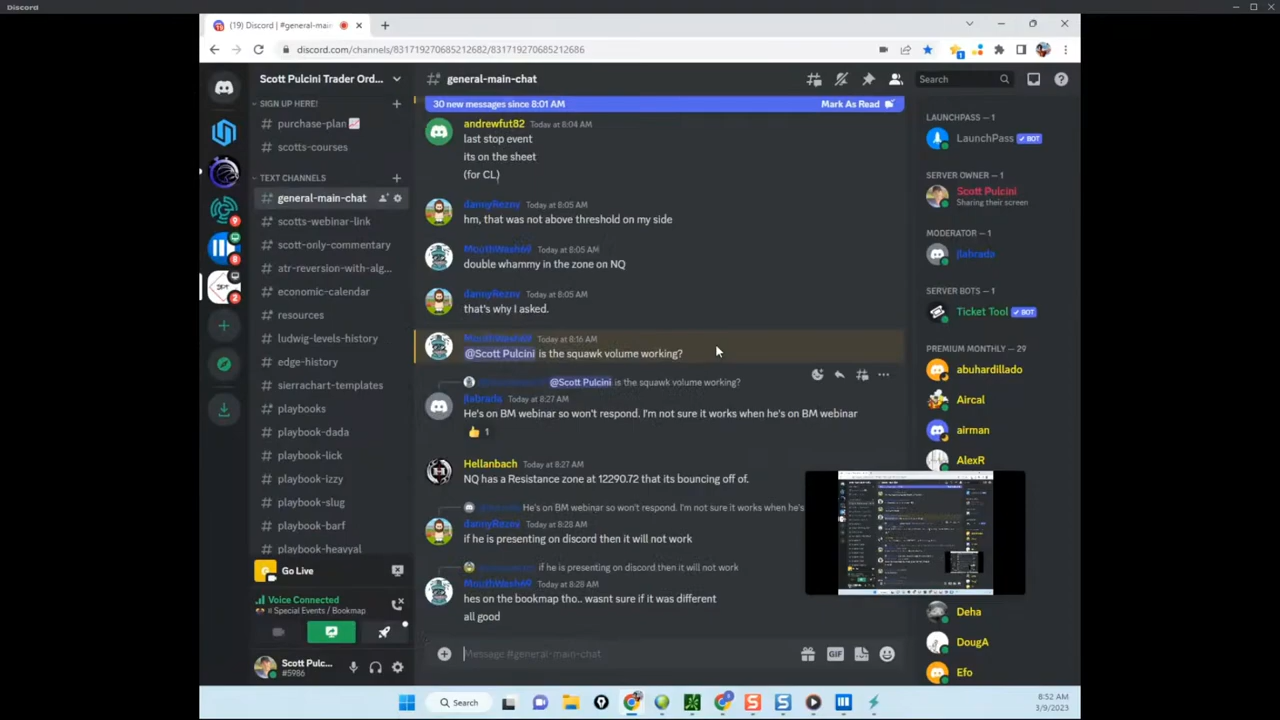 Discord
(19) Discord | #general-main-
discord.com/channels/831719270685212682/831719270685212686
Scott Pulcini Trader Ord...
SIGN UP HERE!
# purchase-plan
# scotts-courses
TEXT CHANNELS
# general-main-chat
# scotts-webinar-link
# scott-only-commentary
# atr-reversion-with-alg...
# economic-calendar
# resources
# ludwig-levels-history
# edge-history
# sierrachart-templates
# playbooks
# playbook-dada
# playbook-lick
# playbook-izzy
# playbook-slug
# playbook-barf
# playbook-heavyal
Go Live
Voice Connected
# Special Events / Bookmap
Scott Pulc...
#5986
9
8
2
# general-main-chat
Search
30 new messages since 8:01 AM
Mark As Read
andrewfut82 Today at 8:04 AM
last stop event
its on the sheet
(for CL)
dannyRezny Today at 8:05 AM
hm, that was not above threshold on my side
MouthWash69 Today at 8:05 AM
double whammy in the zone on NQ
dannyRezny Today at 8:05 AM
that's why I asked.
MouthWash69 Today at 8:16 AM
@Scott Pulcini is the squawk volume working?
@Scott Pulcini is the squawk volume working?
jlabrada Today at 8:27 AM
He's on BM webinar so won't respond. I'm not sure it works when he's on BM webinar
👍 1
Hellanbach Today at 8:27 AM
NQ has a Resistance zone at 12290.72 that its bouncing off of.
He's on BM webinar so won't respond. I'm not sure it works when he's
dannyRezny Today at 8:28 AM
if he is presenting on discord then it will not work
if he is presenting on discord then it will not work
MouthWash69 Today at 8:28 AM
hes on the bookmap tho.. wasnt sure if it was different
all good
Message #general-main-chat
GIF
LAUNCHPASS — 1
LaunchPass ✓ BOT
SERVER OWNER — 1
Scott Pulcini
Sharing their screen
MODERATOR — 1
jlabrada
SERVER BOTS — 1
Ticket Tool ✓ BOT
PREMIUM MONTHLY — 29
abuhardillado
Aircal
airman
AlexR
Deha
DougA
Efo
Search
8:52 AM
3/9/2023